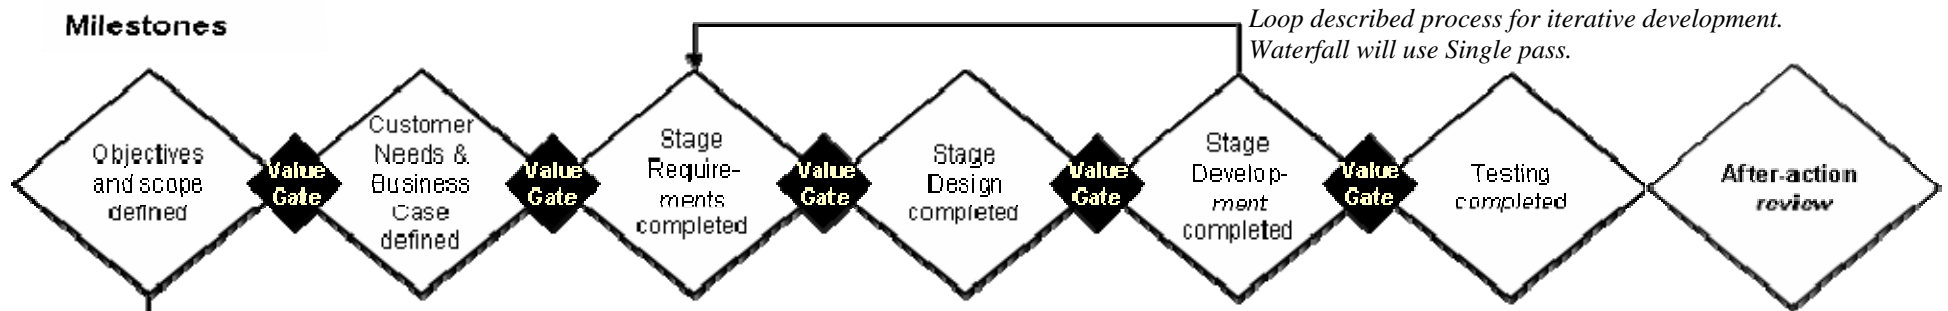 Milestones
Loop described process for iterative development.
Waterfall will use Single pass.
Objectives
and scope
defined
Value
Gate
Customer
Needs &
Business
Case
defined
Value
Gate
Stage
Require-
ments
completed
Value
Gate
Stage
Design
completed
Value
Gate
Stage
Develop-
ment
completed
Value
Gate
Testing
completed
After-action
review